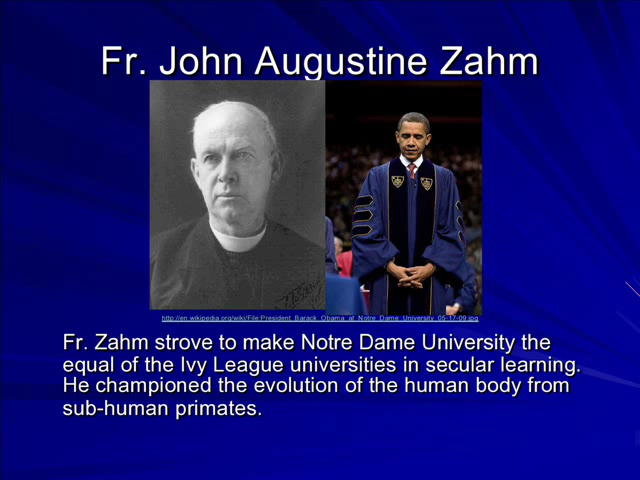 Fr. John Augustine Zahm
http://en.wikipedia.org/wiki/File:President_Barack_Obama_at_Notre_Dame_University_05-17-09.jpg
Fr. Zahm strove to make Notre Dame University the
equal of the Ivy League universities in secular learning.
He championed the evolution of the human body from
sub-human primates.